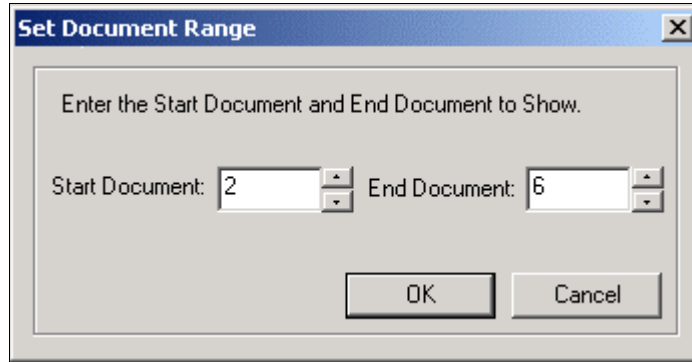 Set Document Range
Enter the Start Document and End Document to Show.
Start Document: 2 End Document: 6
OK Cancel